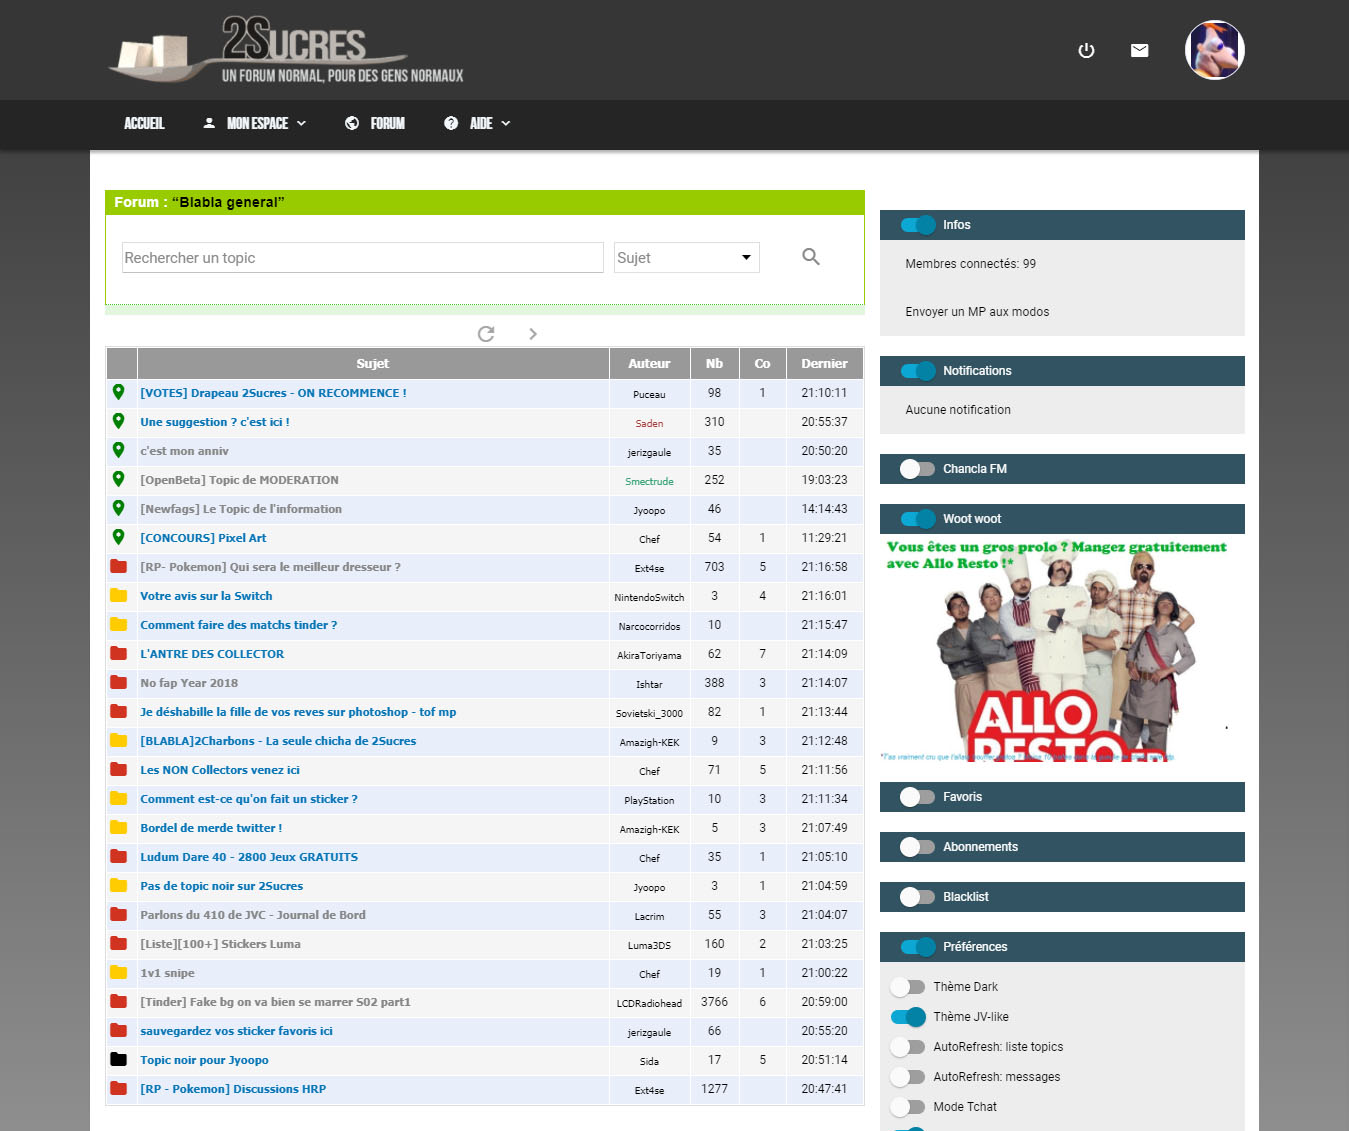 2SUCRES
UN FORUM NORMAL, POUR DES GENS NORMAUX
ACCUEIL MON ESPACE FORUM AIDE
Forum : “Blabla general”
Rechercher un topic Sujet
Sujet Auteur Nb Co Dernier
[VOTES] Drapeau 2Sucres - ON RECOMMENCE ! Puceau 98 1 21:10:11
Une suggestion ? c'est ici ! Saden 310 20:55:37
c'est mon anniv jerizgaule 35 20:50:20
[OpenBeta] Topic de MODERATION Smectrude 252 19:03:23
[Newfags] Le Topic de l'information Jyoopo 46 14:14:43
[CONCOURS] Pixel Art Chef 54 1 11:29:21
[RP- Pokemon] Qui sera le meilleur dresseur ? Ext4se 703 5 21:16:58
Votre avis sur la Switch NintendoSwitch 3 4 21:16:01
Comment faire des matchs tinder ? Narcocorridos 10 21:15:47
L'ANTRE DES COLLECTOR AkiraToriyama 62 7 21:14:09
No fap Year 2018 Ishtar 388 3 21:14:07
Je déshabille la fille de vos reves sur photoshop - tof mp Sovietski_3000 82 1 21:13:44
[BLABLA]2Charbons - La seule chicha de 2Sucres Amazigh-KEK 9 3 21:12:48
Les NON Collectors venez ici Chef 71 5 21:11:56
Comment est-ce qu'on fait un sticker ? PlayStation 10 3 21:11:34
Bordel de merde twitter ! Amazigh-KEK 5 3 21:07:49
Ludum Dare 40 - 2800 Jeux GRATUITS Chef 35 1 21:05:10
Pas de topic noir sur 2Sucres Jyoopo 3 1 21:04:59
Parlons du 410 de JVC - Journal de Bord Lacrim 55 3 21:04:07
[Liste][100+] Stickers Luma Luma3DS 160 2 21:03:25
1v1 snipe Chef 19 1 21:00:22
[Tinder] Fake bg on va bien se marrer S02 part1 LCDRadiohead 3766 6 20:59:00
sauvegardez vos sticker favoris ici jerizgaule 66 20:55:20
Topic noir pour Jyoopo Sida 17 5 20:51:14
[RP - Pokemon] Discussions HRP Ext4se 1277 20:47:41
Infos
Membres connectés: 99
Envoyer un MP aux modos
Notifications
Aucune notification
Chancla FM
Woot woot
Vous êtes un gros prolo ? Mangez gratuitement
avec Allo Resto !*
ALLO
RESTO
Favoris
Abonnements
Blacklist
Préférences
Thème Dark
Thème JV-like
AutoRefresh: liste topics
AutoRefresh: messages
Mode Tchat